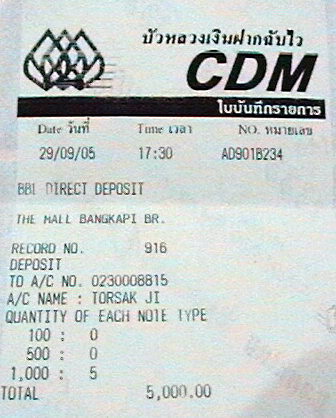 บัวหลวงเงินฝากฉับไว
CDM
ใบบันทึกรายการ
Date วันที่ Time เวลา NO. หมายเลข
29/09/05 17:30 AD901B234
BBL DIRECT DEPOSIT
THE MALL BANGKAPI BR.
RECORD NO. 916
DEPOSIT
TO A/C NO. 0230008815
A/C NAME : TORSAK JI
QUANTITY OF EACH NOTE TYPE
100 : 0
500 : 0
1,000 : 5
TOTAL 5,000.00